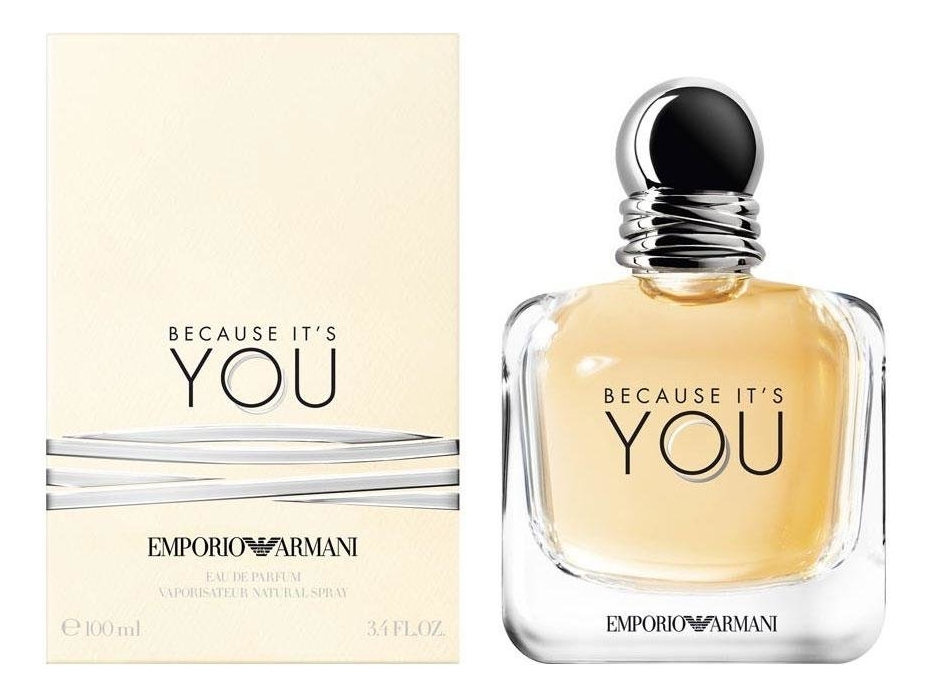 BECAUSE IT'S
YOU
EMPORIO ARMANI
EAU DE PARFUM
VAPORISATEUR NATURAL SPRAY
℮ 100 ml 3.4 FL.OZ.
BECAUSE IT'S
YOU
EMPORIO ARMANI